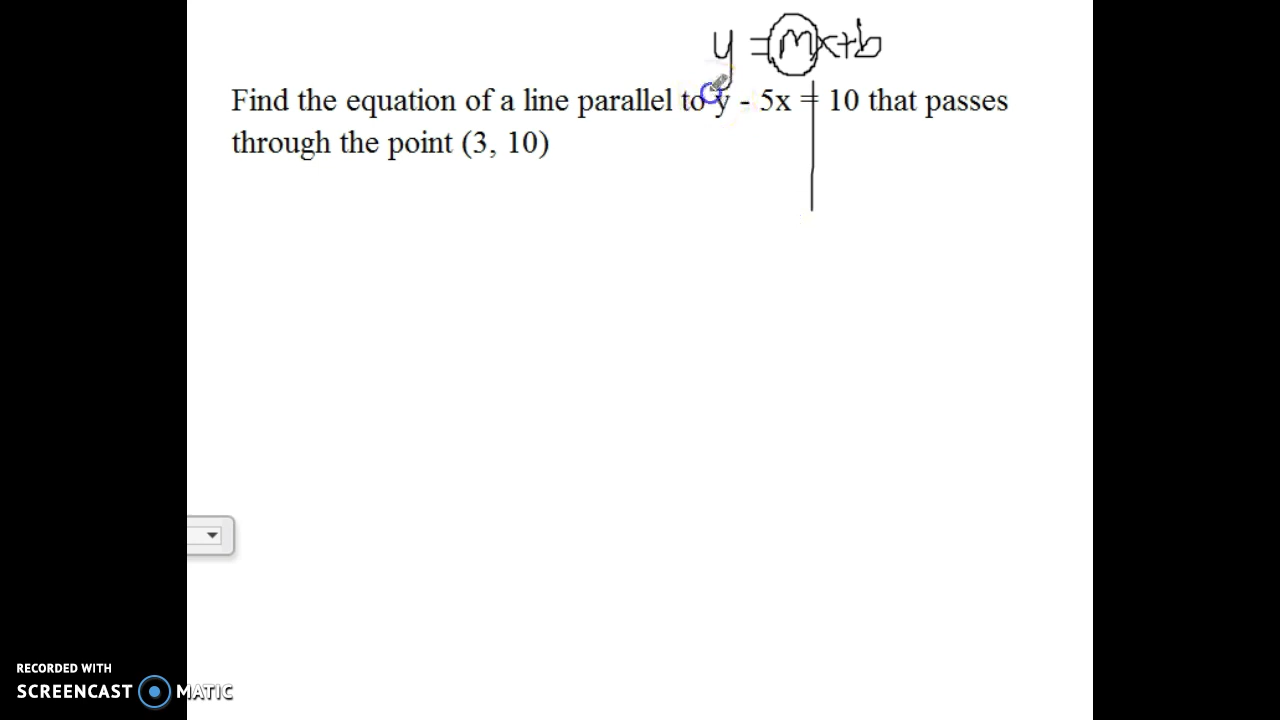 y = mx+b
Find the equation of a line parallel to y - 5x = 10 that passes
through the point (3, 10)
RECORDED WITH
SCREENCAST MATIC